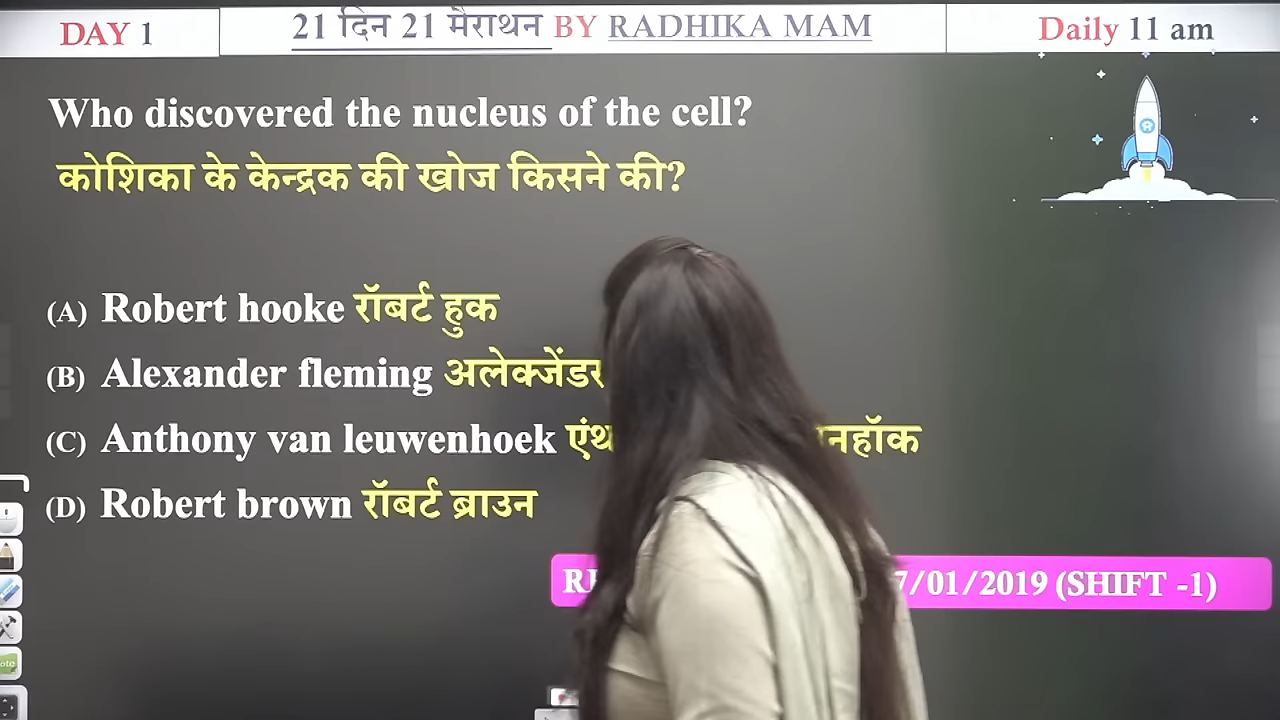 DAY 1
21 दिन 21 मैराथन BY RADHIKA MAM
Daily 11 am
Who discovered the nucleus of the cell?
कोशिका के केन्द्रक की खोज किसने की?
(A) Robert hooke रॉबर्ट हुक
(B) Alexander fleming अलेक्जेंडर
(C) Anthony van leuwenhoek
(D) Robert brown रॉबर्ट ब्राउन
7/01/2019 (SHIFT -1)